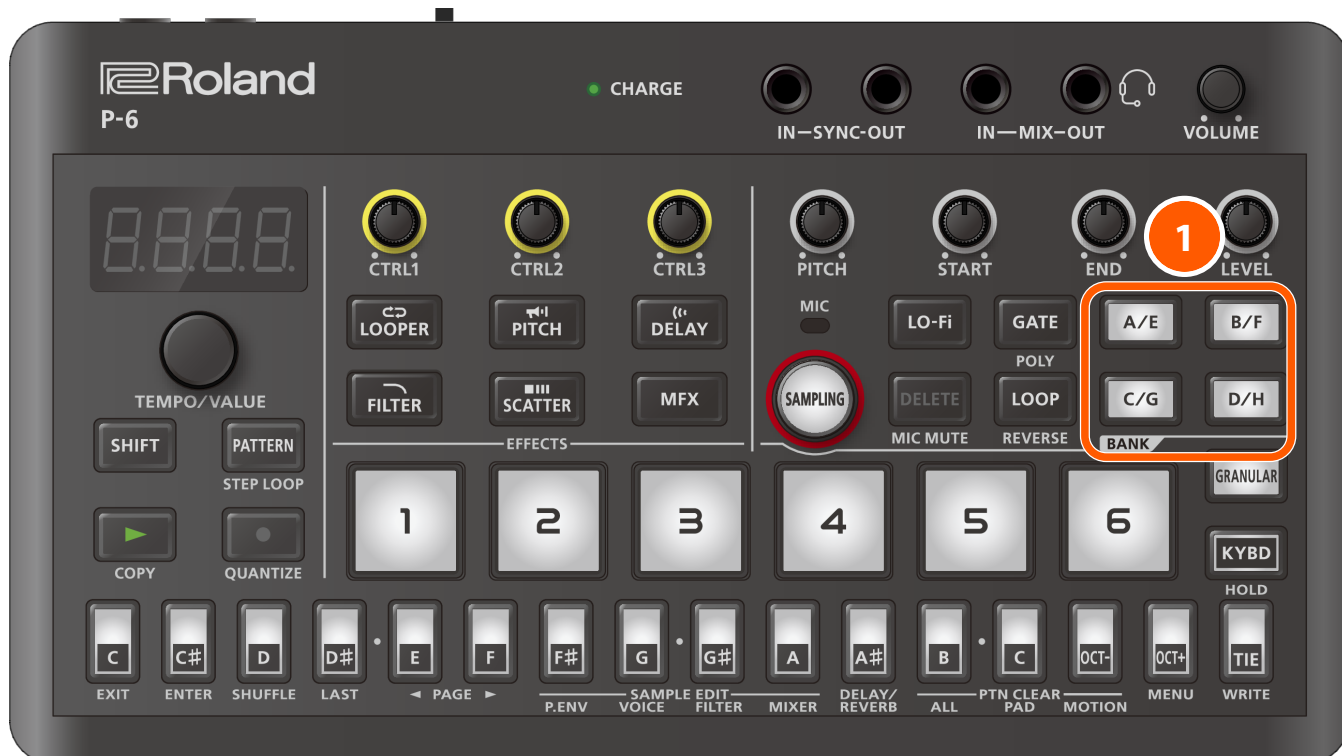 Roland
P-6
CHARGE
IN—SYNC-OUT
IN—MIX—OUT
VOLUME
8.8.8.8.
CTRL1
CTRL2
CTRL3
PITCH
START
END
LEVEL
1
TEMPO/VALUE
LOOPER
PITCH
DELAY
MIC
LO-Fi
GATE
POLY
A/E
B/F
FILTER
SCATTER
MFX
SAMPLING
DELETE
LOOP
C/G
D/H
EFFECTS
MIC MUTE
REVERSE
BANK
SHIFT
PATTERN
STEP LOOP
GRANULAR
1
2
3
4
5
6
COPY
QUANTIZE
KYBD
HOLD
C
C#
D
D#
E
F
F#
G
G#
A
A#
B
C
OCT-
OCT+
TIE
EXIT
ENTER
SHUFFLE
LAST
◄ PAGE ►
SAMPLE EDIT
P.ENV
VOICE
FILTER
MIXER
DELAY/
REVERB
PTN CLEAR
ALL
PAD
MOTION
MENU
WRITE